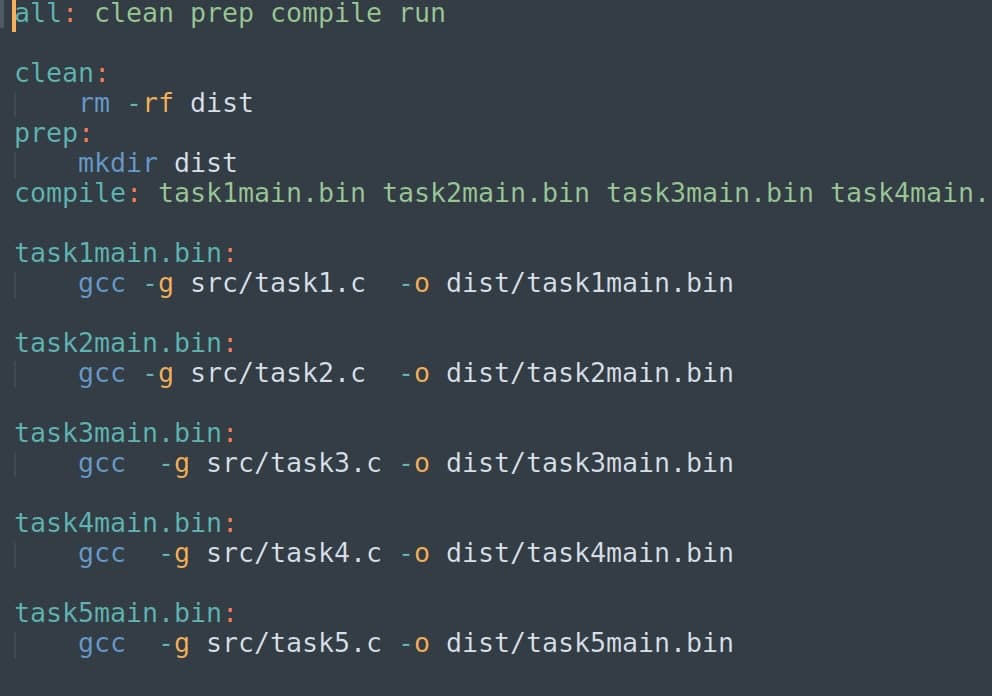 all: clean prep compile run
clean:
rm -rf dist
prep:
mkdir dist
compile: task1main.bin task2main.bin task3main.bin task4main.
task1main.bin:
gcc -g src/task1.c  -o dist/task1main.bin
task2main.bin:
gcc -g src/task2.c  -o dist/task2main.bin
task3main.bin:
gcc  -g src/task3.c -o dist/task3main.bin
task4main.bin:
gcc  -g src/task4.c -o dist/task4main.bin
task5main.bin:
gcc  -g src/task5.c -o dist/task5main.bin